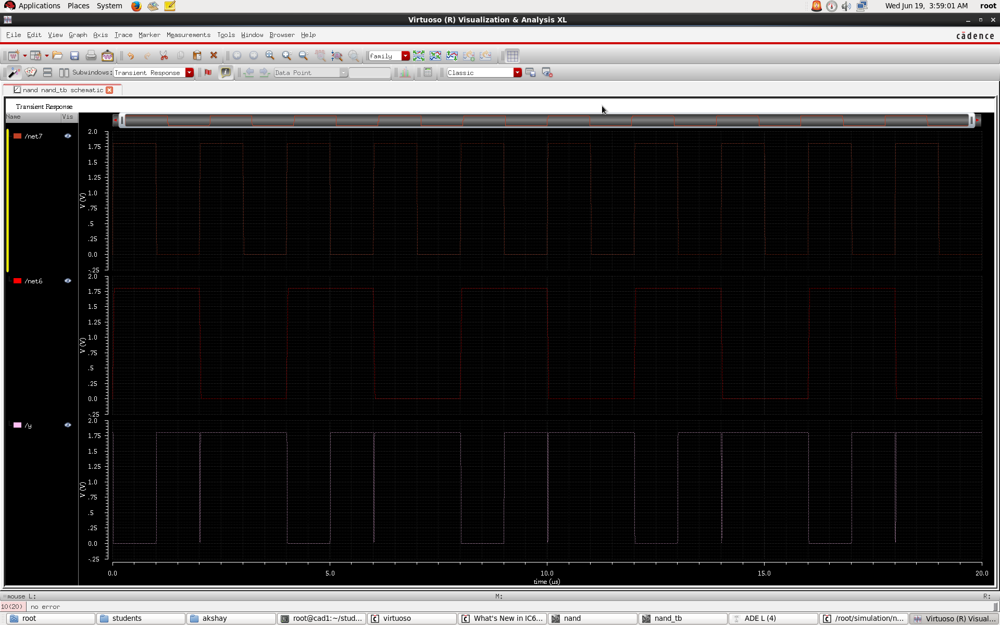 Applications Places System Wed Jun 19, 3:59:01 AM root
Virtuoso (R) Visualization & Analysis XL
File Edit View Graph Axis Trace Marker Measurements Tools Window Browser Help
cādence
family
Subwindows: Transient Response Data Point Classic
nand nand_tb schematic
Transient Response
Name Vis
/net7
2.0
1.75
1.5
1.25
1.0
.75
.5
.25
0.0
-.25
V (V)
/net6
2.0
1.75
1.5
1.25
1.0
.75
.5
.25
0.0
-.25
V (V)
/y
2.0
1.75
1.5
1.25
1.0
.75
.5
.25
0.0
-.25
V (V)
0.0 5.0 10.0 15.0 20.0
time (us)
mouse L: M: R:
10(20) no error
root students akshay root@cad1:~/stud... virtuoso What's New in IC6... nand nand_tb ADE L (4) /root/simulation/n... Virtuoso (R) Visual...